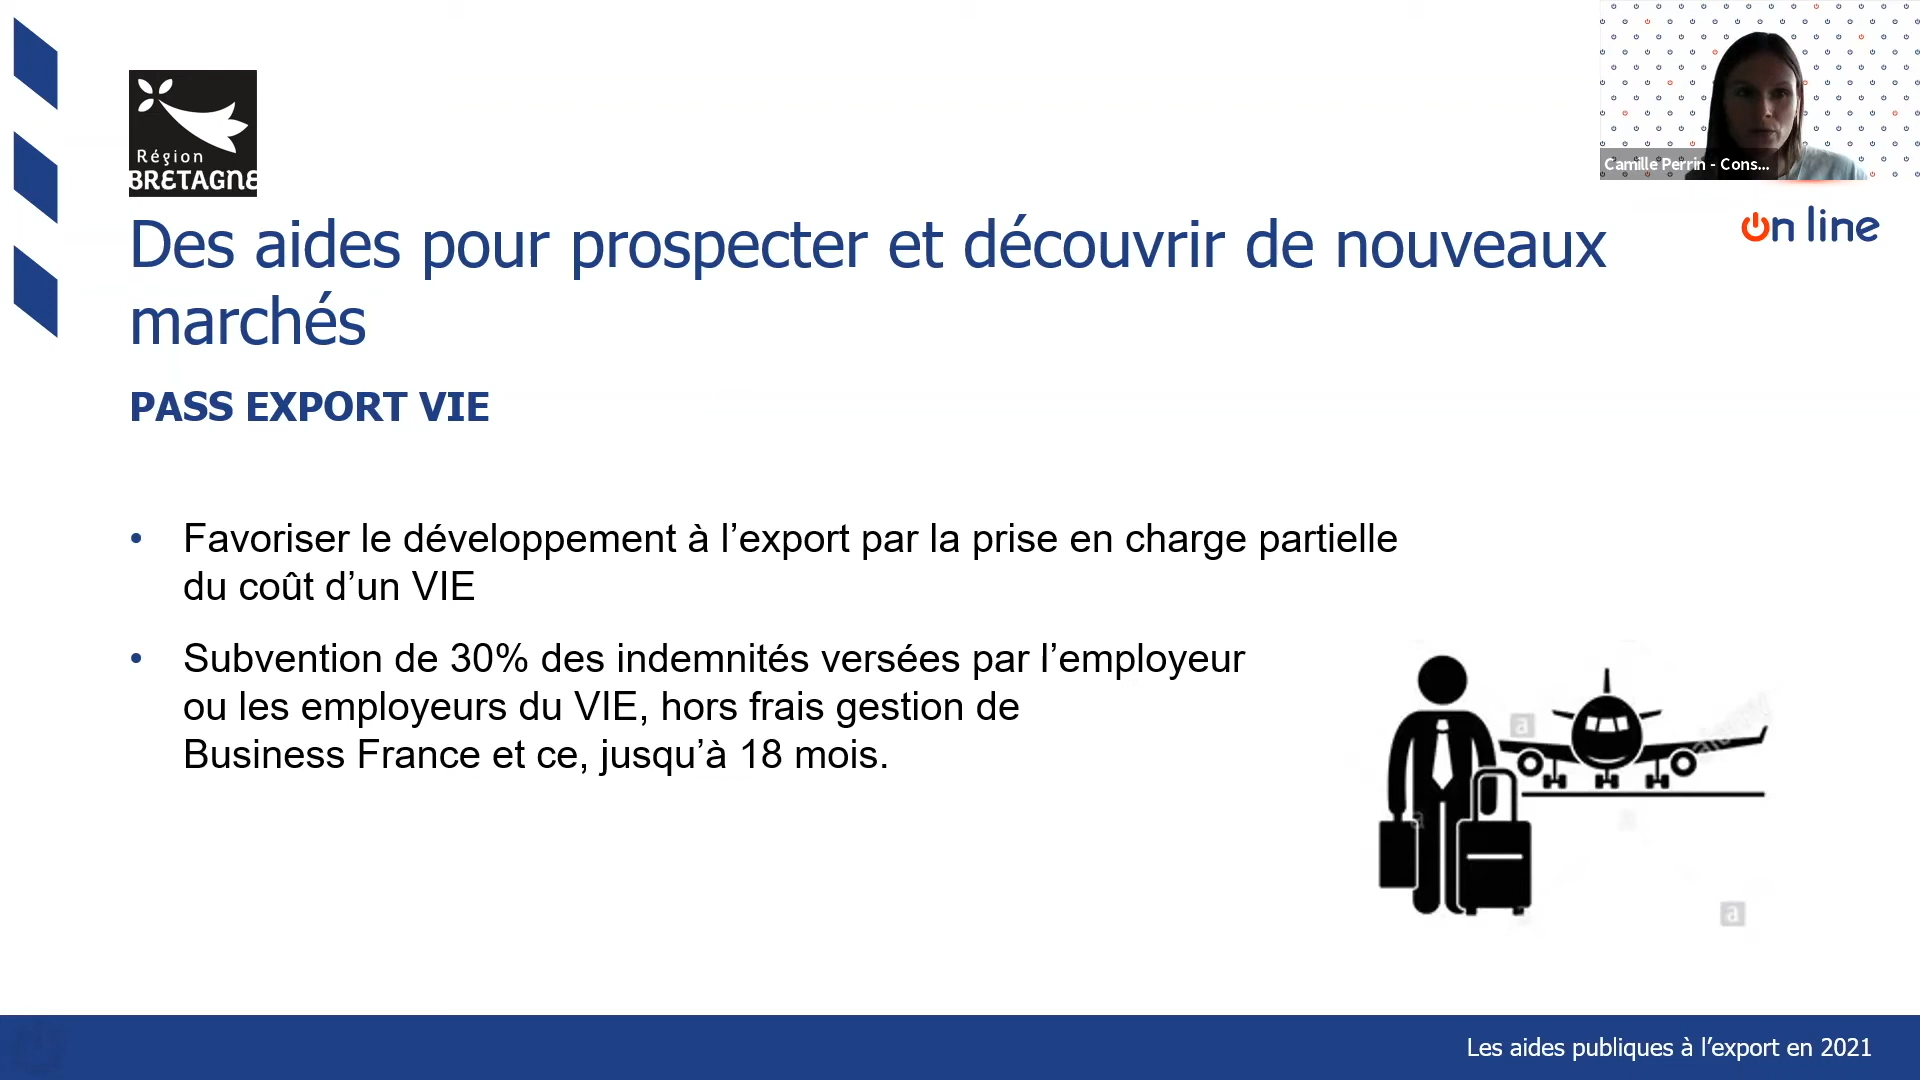 Région
BRETAGNE
Camille Perrin - Cons...
On line
Des aides pour prospecter et découvrir de nouveaux
marchés
PASS EXPORT VIE
• Favoriser le développement à l’export par la prise en charge partielle
du coût d’un VIE
• Subvention de 30% des indemnités versées par l’employeur
ou les employeurs du VIE, hors frais gestion de
Business France et ce, jusqu’à 18 mois.
a
a
a
Les aides publiques à l’export en 2021